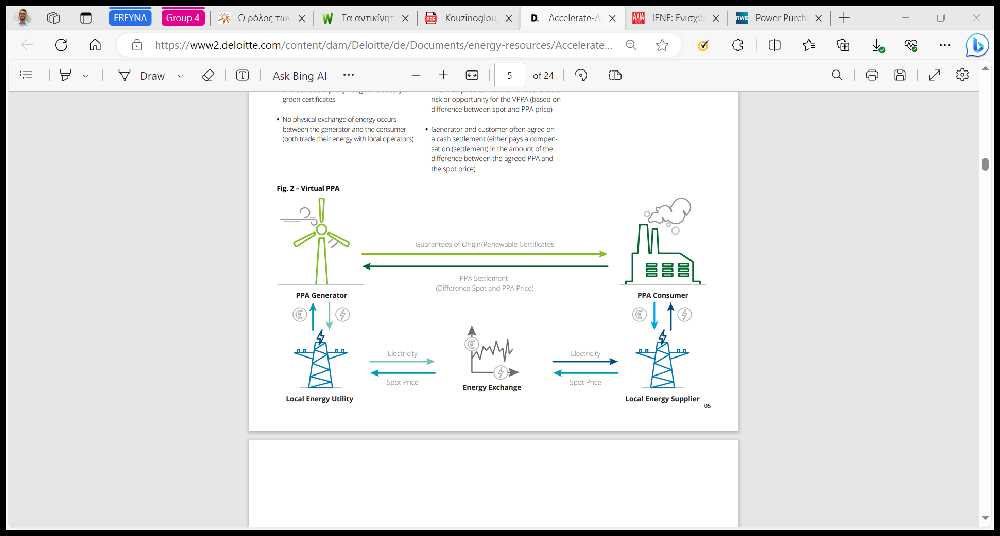 EREYNA
Group 4
Ο ρόλος των
Τα αντικίνητ
PDF
Kouzinoglou
D.
Accelerate-A
AXIA
NEWS
ΙΕΝΕ: Ενισχύ
RWE
Power Purch
https://www2.deloitte.com/content/dam/Deloitte/de/Documents/energy-resources/Accelerate...
Draw
Ask Bing AI
5
of 24
green certificates
• No physical exchange of energy occurs
between the generator and the consumer
(both trade their energy with local operators)
risk or opportunity for the VPPA (based on
difference between spot and PPA price)
• Generator and customer often agree on
a cash settlement (either pays a compen-
sation (settlement) in the amount of the
difference between the agreed PPA and
the spot price)
Fig. 2 – Virtual PPA
Guarantees of Origin/Renewable Certificates
PPA Settlement
(Difference Spot and PPA Price)
PPA Generator
PPA Consumer
Electricity
Spot Price
Energy Exchange
Electricity
Spot Price
Local Energy Utility
Local Energy Supplier
05